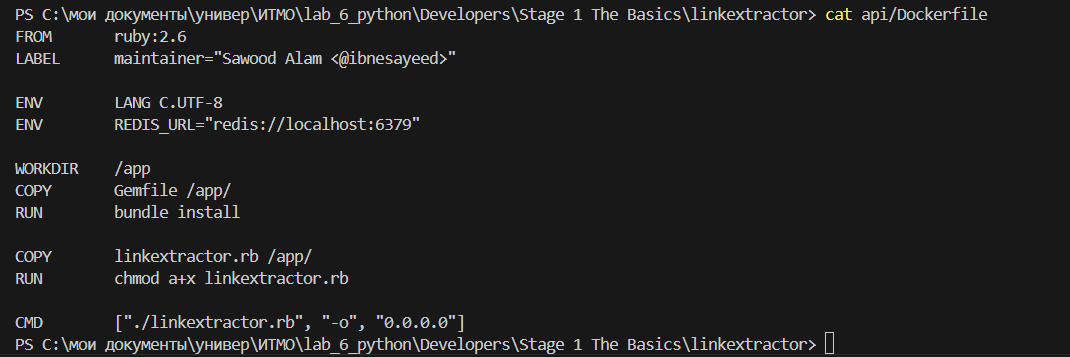 PS C:\мои документы\универ\ИТМО\lab_6_python\Developers\Stage 1 The Basics\linkextractor> cat api/Dockerfile
FROM ruby:2.6
LABEL maintainer="Sawood Alam <@ibnesayeed>"
ENV LANG C.UTF-8
ENV REDIS_URL="redis://localhost:6379"
WORKDIR /app
COPY Gemfile /app/
RUN bundle install
COPY linkextractor.rb /app/
RUN chmod a+x linkextractor.rb
CMD ["./linkextractor.rb", "-o", "0.0.0.0"]
PS C:\мои документы\универ\ИТМО\lab_6_python\Developers\Stage 1 The Basics\linkextractor>